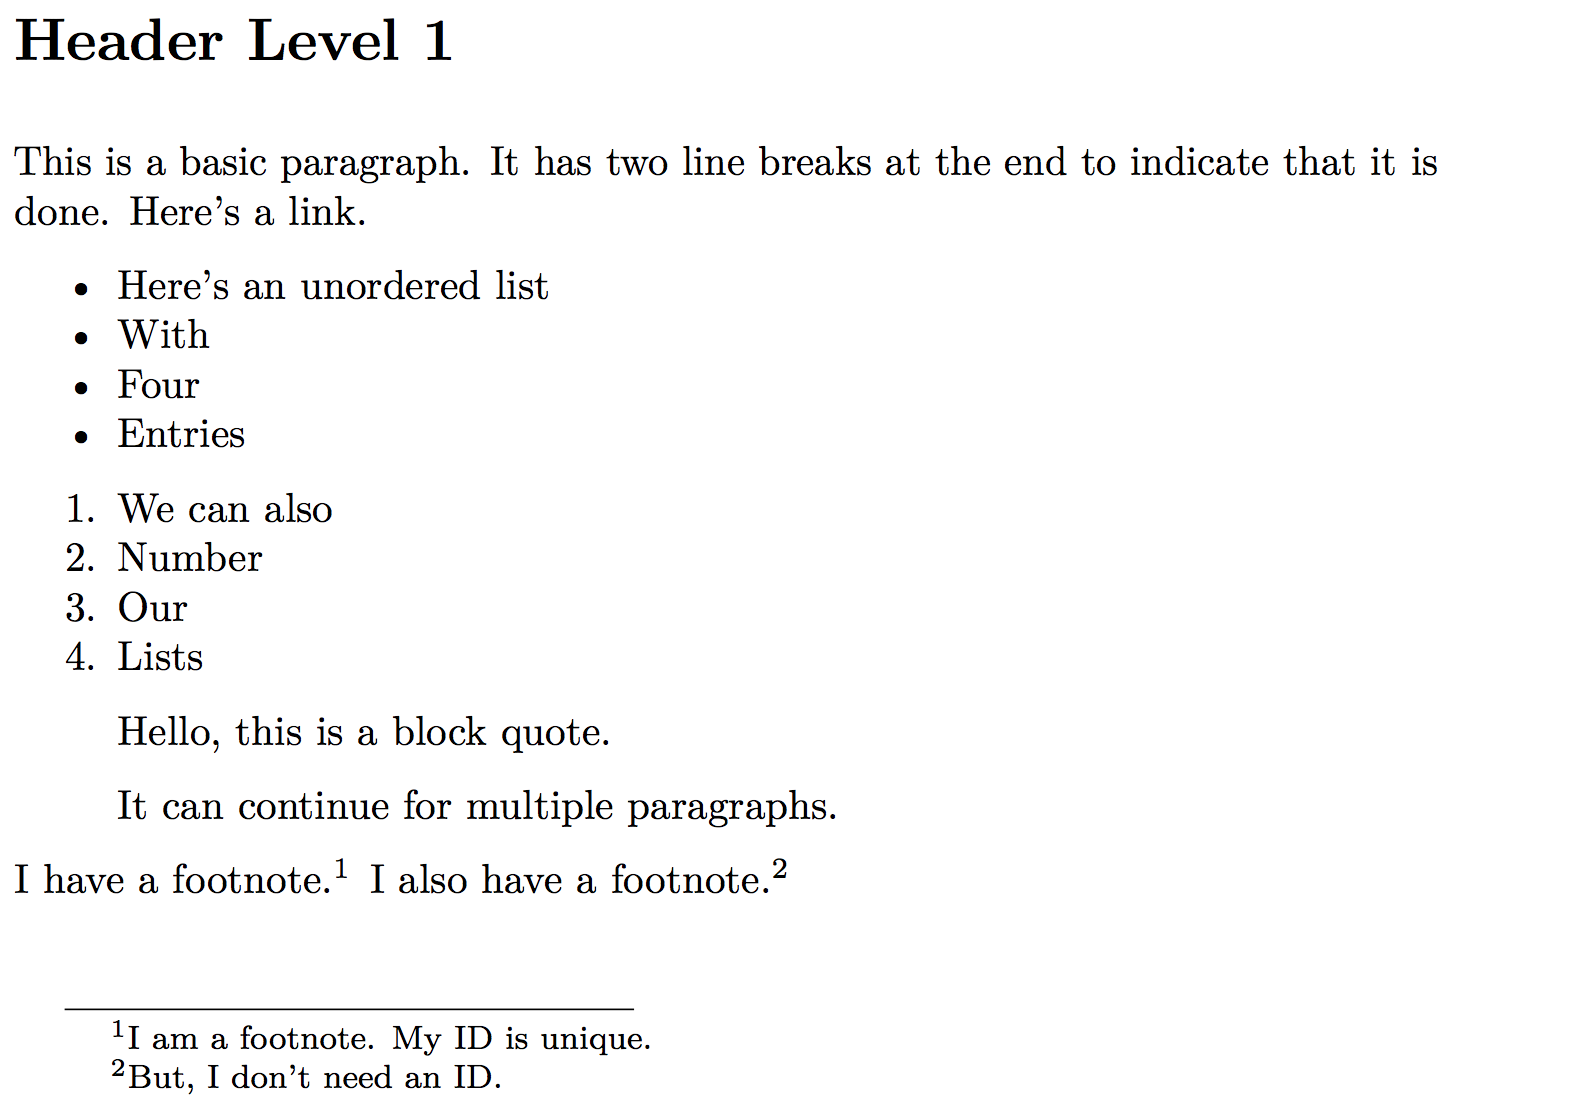 Header Level 1
This is a basic paragraph. It has two line breaks at the end to indicate that it is
done. Here’s a link.
• Here’s an unordered list
• With
• Four
• Entries
1. We can also
2. Number
3. Our
4. Lists
Hello, this is a block quote.
It can continue for multiple paragraphs.
I have a footnote.¹ I also have a footnote.²
¹I am a footnote. My ID is unique.
²But, I don’t need an ID.